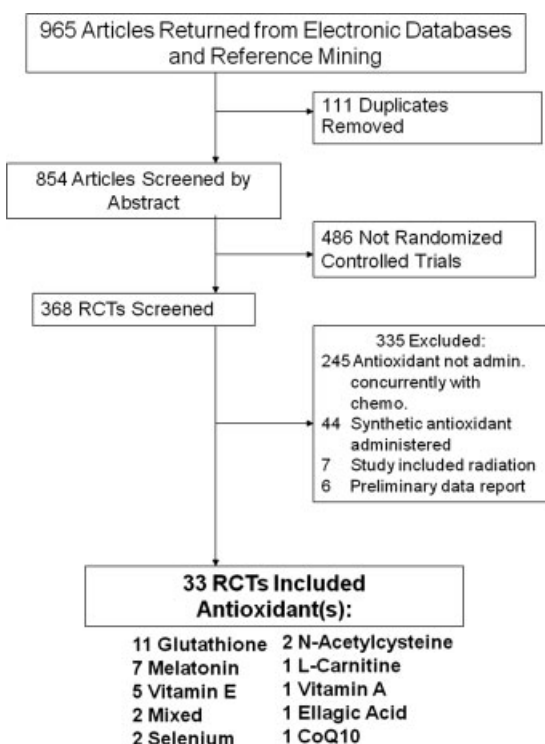 965 Articles Returned from Electronic Databases
and Reference Mining
111 Duplicates
Removed
854 Articles Screened by
Abstract
486 Not Randomized
Controlled Trials
368 RCTs Screened
335 Excluded:
245 Antioxidant not admin.
concurrently with
chemo.
44 Synthetic antioxidant
administered
7 Study included radiation
6 Preliminary data report
33 RCTs Included
Antioxidant(s):
11 Glutathione
7 Melatonin
5 Vitamin E
2 Mixed
2 Selenium
2 N-Acetylcysteine
1 L-Carnitine
1 Vitamin A
1 Ellagic Acid
1 CoQ10